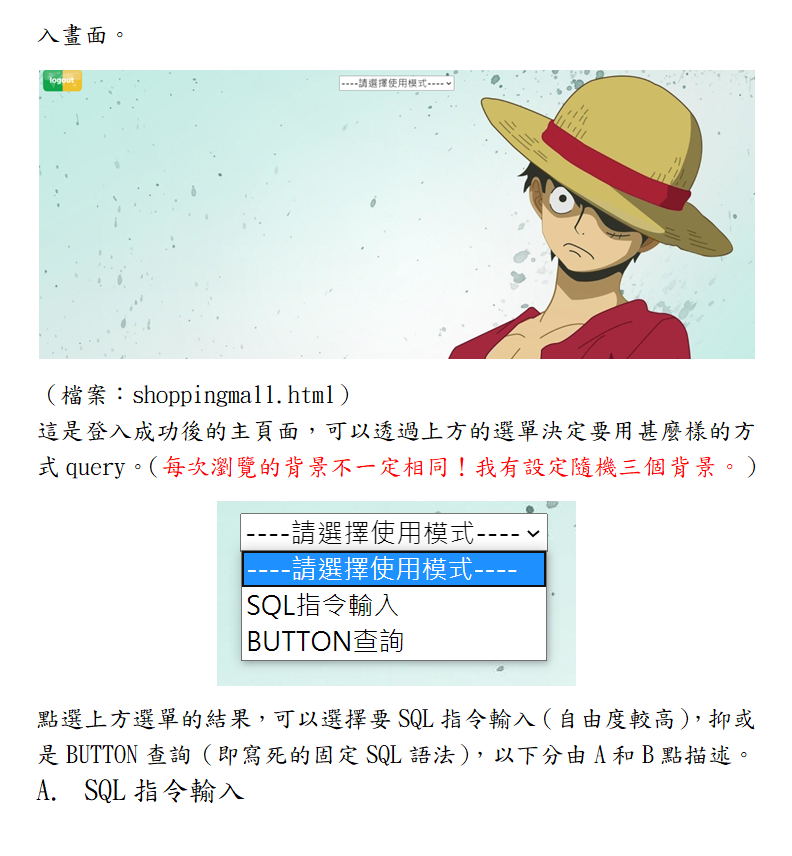 入畫面。
logout
----請選擇使用模式----
（檔案：shoppingmall.html）
這是登入成功後的主頁面，可以透過上方的選單決定要用甚麼樣的方
式 query。（每次瀏覽的背景不一定相同！我有設定隨機三個背景。）
----請選擇使用模式----
----請選擇使用模式----
SQL指令輸入
BUTTON查詢
點選上方選單的結果，可以選擇要 SQL 指令輸入（自由度較高），抑或
是 BUTTON 查詢（即寫死的固定 SQL 語法），以下分由 A 和 B 點描述。
A. SQL 指令輸入